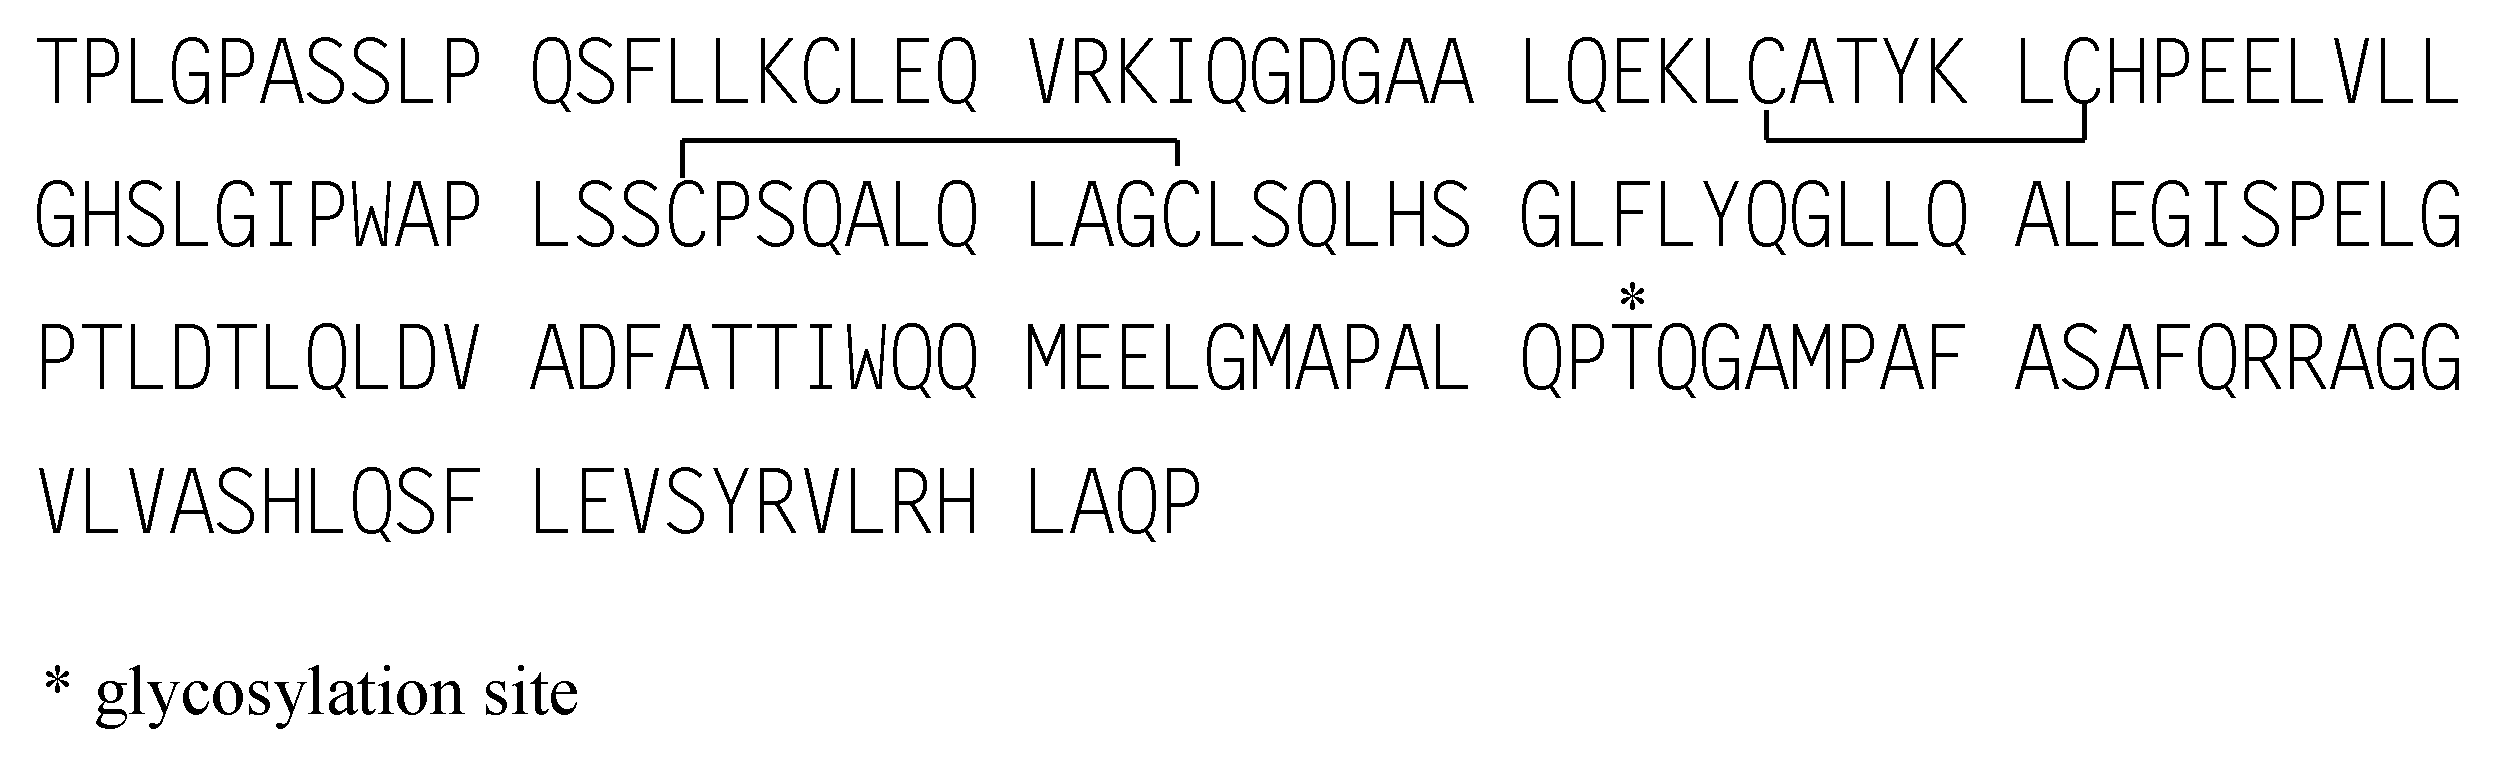 TPLGPASSLP QSFLLKCLEQ VRKIQGDGAA LQEKLCATYK LCHPEELVLL
GHSLGIPWAP LSSCPSQALQ LAGCLSQLHS GLFLYQGLLQ ALEGISPELG
*
PTLDTLQLDV ADFATTIWQQ MEELGMAPAL QPTQGAMPAF ASAFQRRAGG
VLVASHLQSF LEVSYRVLRH LAQP
* glycosylation site